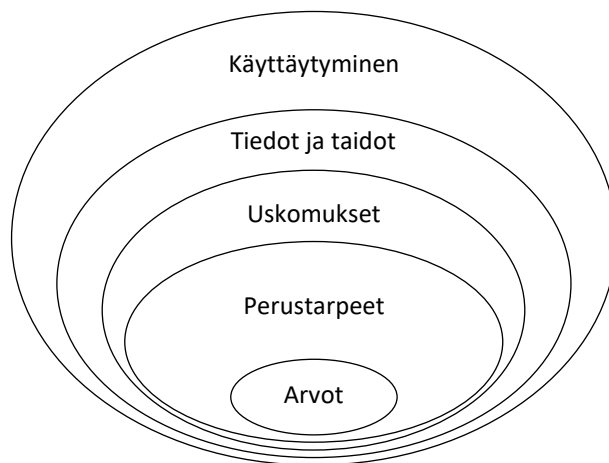 Käyttäytyminen
Tiedot ja taidot
Uskomukset
Perustarpeet
Arvot